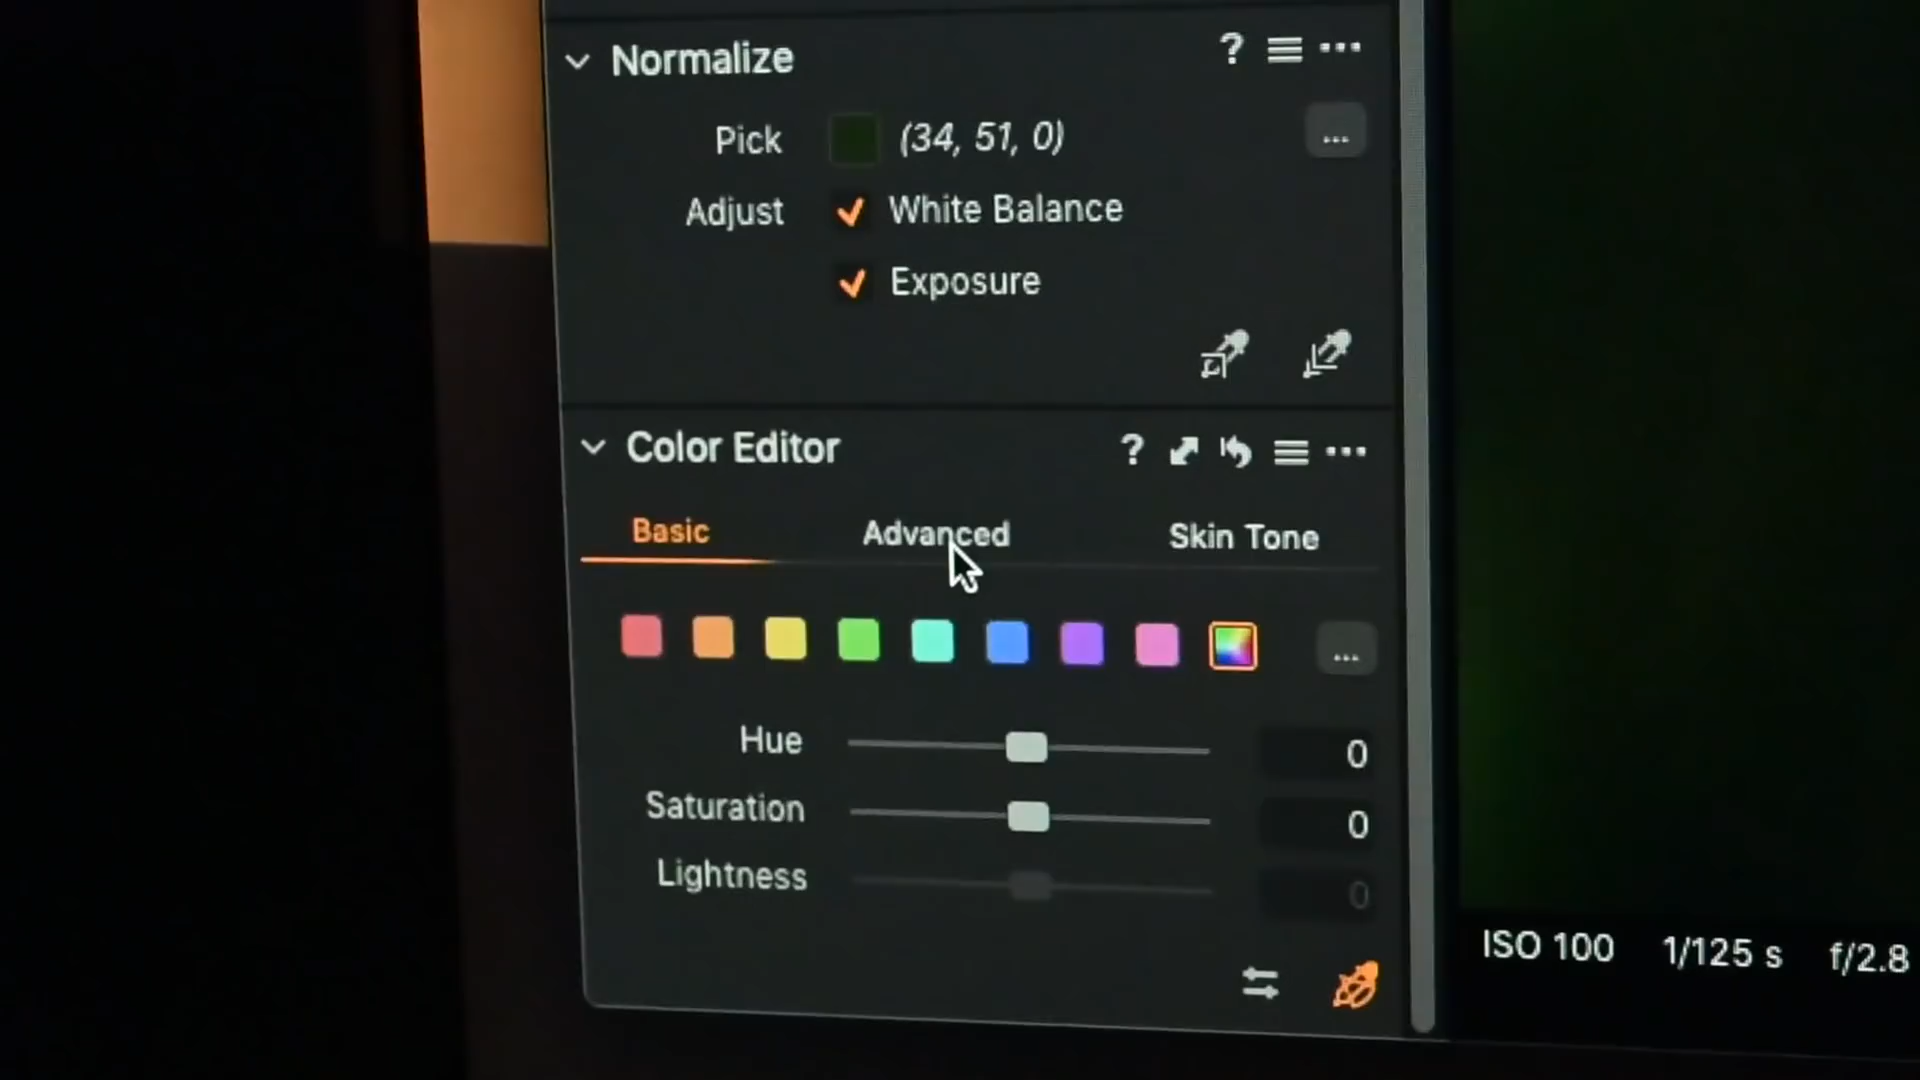 Normalize ?
Pick (34, 51, 0) ...
Adjust White Balance
Exposure
Color Editor ?
Basic Advanced Skin Tone
...
Hue 0
Saturation 0
Lightness 0
ISO 100 1/125 s f/2.8